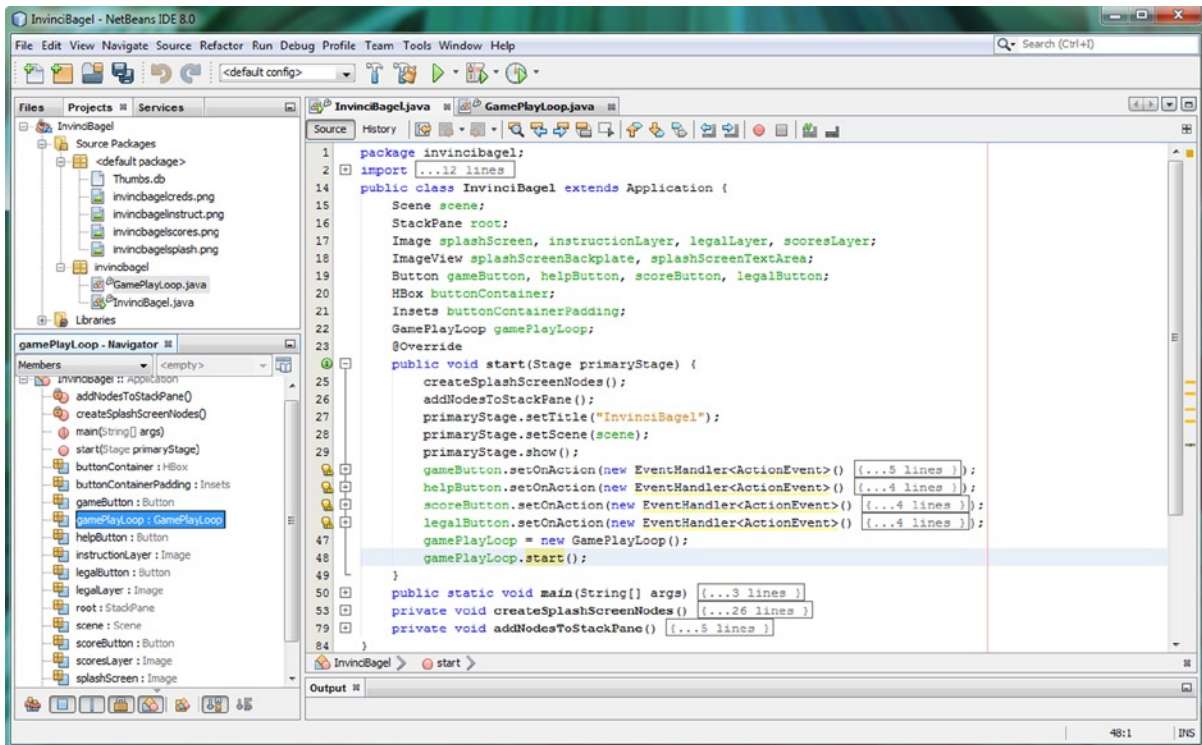 InvinciBagel - NetBeans IDE 8.0
File Edit View Navigate Source Refactor Run Debug Profile Team Tools Window Help
Search (Ctrl+I)
<default config>
Files Projects Services
InvinciBagel
Source Packages
<default package>
Thumbs.db
invincibagelcreds.png
invincibagelinstruct.png
invincibagelscores.png
invincibagelsplash.png
invincibagel
GamePlayLoop.java
InvinciBagel.java
Libraries
gamePlayLoop - Navigator
Members <empty>
InvinciBagel :: Application
addNodesToStackPane()
createSplashScreenNodes()
main(String[] args)
start(Stage primaryStage)
buttonContainer : HBox
buttonContainerPadding : Insets
gameButton : Button
gamePlayLoop : GamePlayLoop
helpButton : Button
instructionLayer : Image
legalButton : Button
legalLayer : Image
root : StackPane
scene : Scene
scoreButton : Button
scoresLayer : Image
splashScreen : Image
InvinciBagel.java GamePlayLoop.java
Source History
1 package invincibagel;
2 import ...12 lines
14 public class InvinciBagel extends Application {
15 Scene scene;
16 StackPane root;
17 Image splashScreen, instructionLayer, legalLayer, scoresLayer;
18 ImageView splashScreenBackplate, splashScreenTextArea;
19 Button gameButton, helpButton, scoreButton, legalButton;
20 HBox buttonContainer;
21 Insets buttonContainerPadding;
22 GamePlayLoop gamePlayLoop;
23 @Override
public void start(Stage primaryStage) {
25 createSplashScreenNodes();
26 addNodesToStackPane();
27 primaryStage.setTitle("InvinciBagel");
28 primaryStage.setScene(scene);
29 primaryStage.show();
gameButton.setOnAction(new EventHandler<ActionEvent>() {...5 lines });
helpButton.setOnAction(new EventHandler<ActionEvent>() {...4 lines });
scoreButton.setOnAction(new EventHandler<ActionEvent>() {...4 lines });
legalButton.setOnAction(new EventHandler<ActionEvent>() {...4 lines });
47 gamePlayLoop = new GamePlayLoop();
48 gamePlayLoop.start();
49 }
50 public static void main(String[] args) {...3 lines }
53 private void createSplashScreenNodes() {...26 lines }
79 private void addNodesToStackPane() {...5 lines }
84 }
InvinciBagel start
Output
48:1 INS